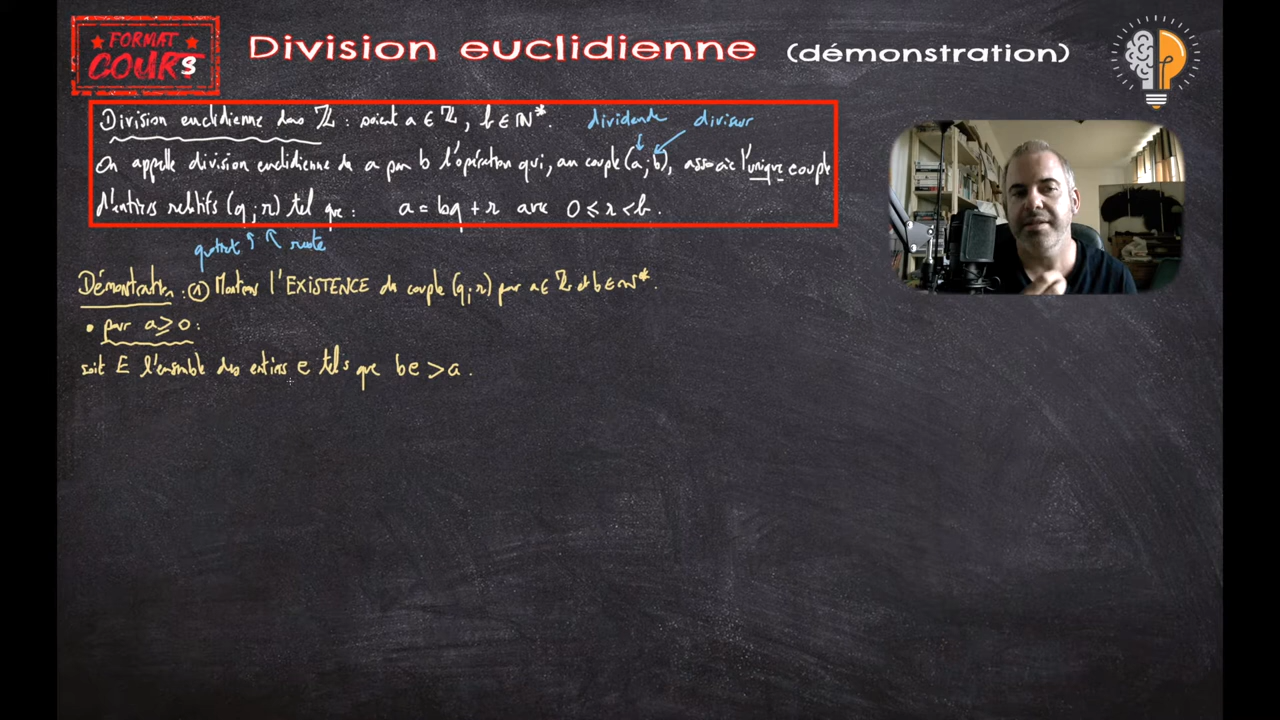 FORMAT
COURS
Division euclidienne (démonstration)
Division euclidienne dans ℤ : soient a ∈ ℤ, b ∈ ℕ*.
dividende diviseur
On appelle division euclidienne de a par b l'opération qui, au couple (a ; b), associe l'unique couple
d'entiers relatifs (q ; r) tel que : a = bq + r avec 0 ≤ r < b.
quotient reste
Démonstration : ① Montrons l'EXISTENCE du couple (q ; r) pour a ∈ ℤ et b ∈ ℕ*.
• pour a ≥ 0 :
soit E l'ensemble des entiers e tels que be > a.